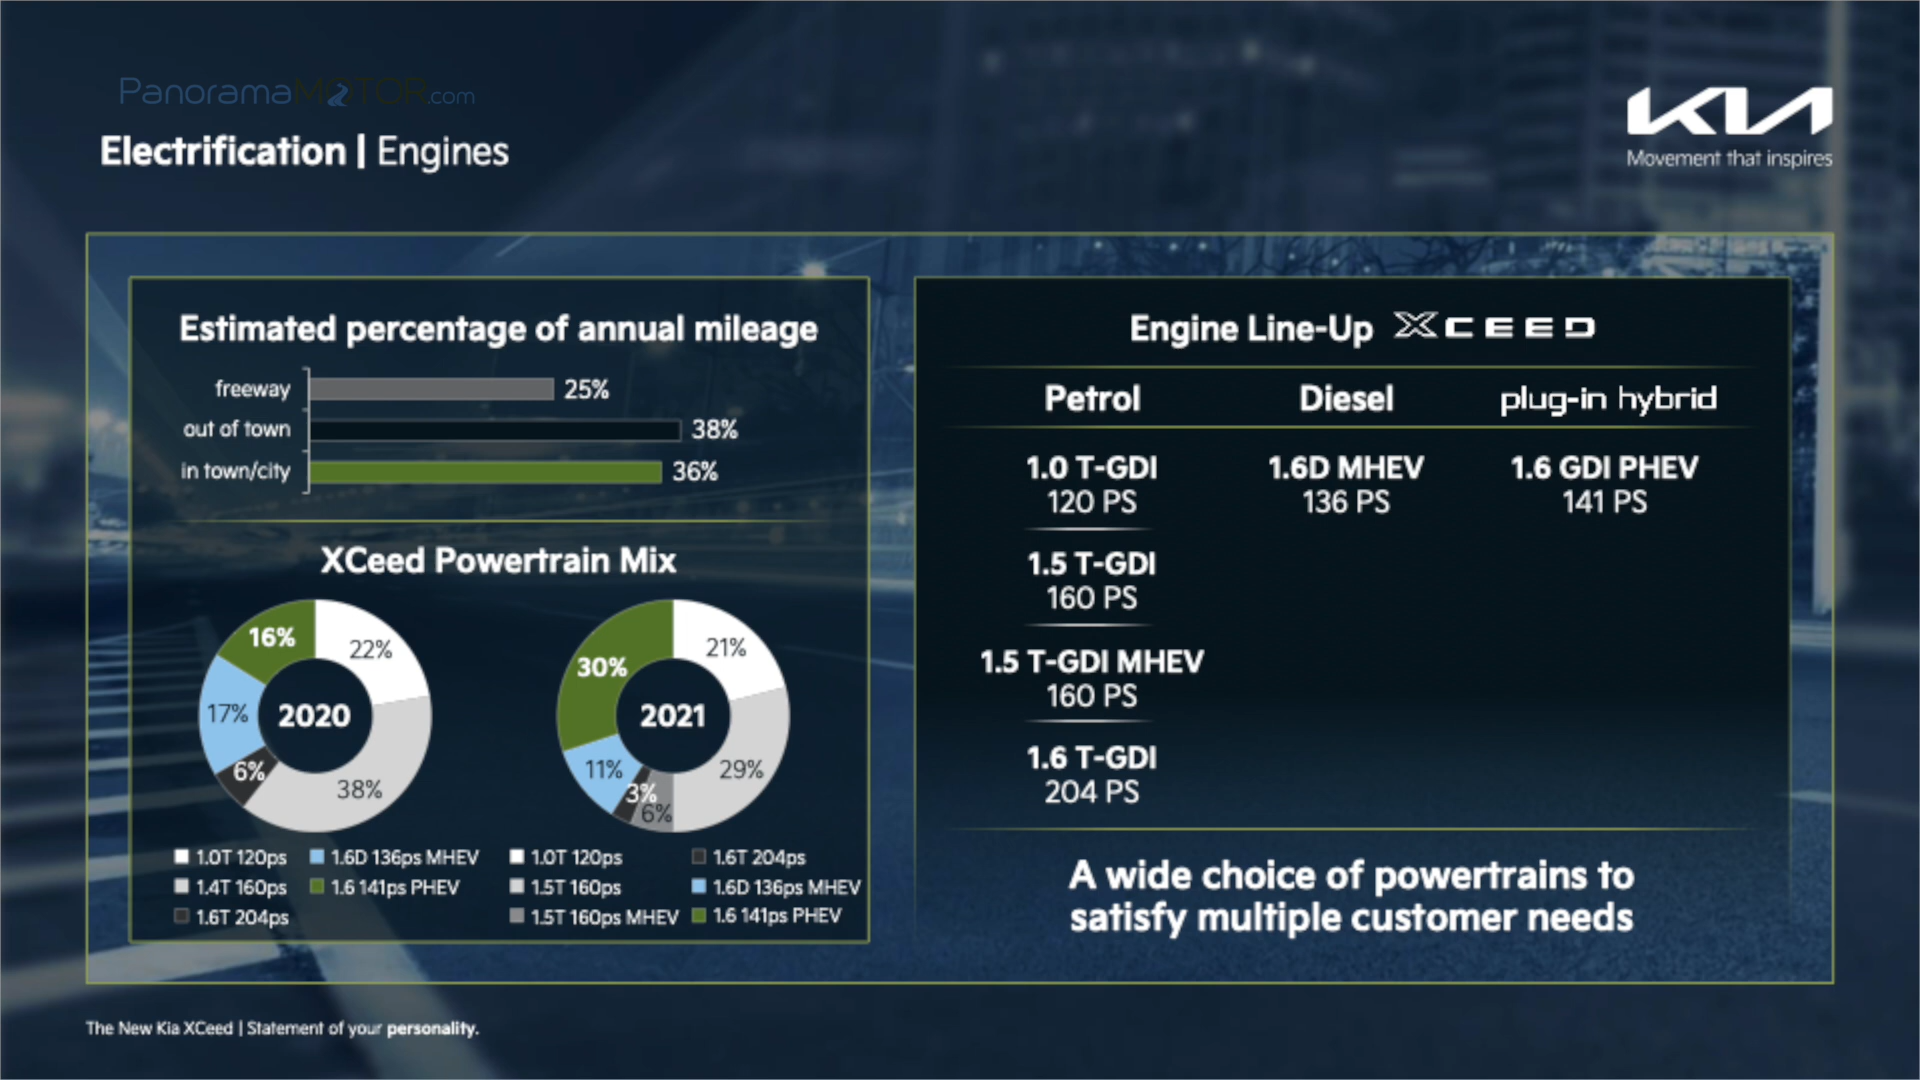 PanoramaMOTOR.com
Electrification | Engines
KIA
Movement that inspires
Estimated percentage of annual mileage
freeway 25%
out of town 38%
in town/city 36%
XCeed Powertrain Mix
2020
22%
38%
6%
17%
16%
2021
21%
29%
6%
3%
11%
30%
1.0T 120ps
1.4T 160ps
1.6T 204ps
1.6D 136ps MHEV
1.6 141ps PHEV
1.0T 120ps
1.5T 160ps
1.5T 160ps MHEV
1.6T 204ps
1.6D 136ps MHEV
1.6 141ps PHEV
Engine Line-Up XCEED
Petrol
1.0 T-GDI
120 PS
1.5 T-GDI
160 PS
1.5 T-GDI MHEV
160 PS
1.6 T-GDI
204 PS
Diesel
1.6D MHEV
136 PS
plug-in hybrid
1.6 GDI PHEV
141 PS
A wide choice of powertrains to
satisfy multiple customer needs
The New Kia XCeed | Statement of your personality.